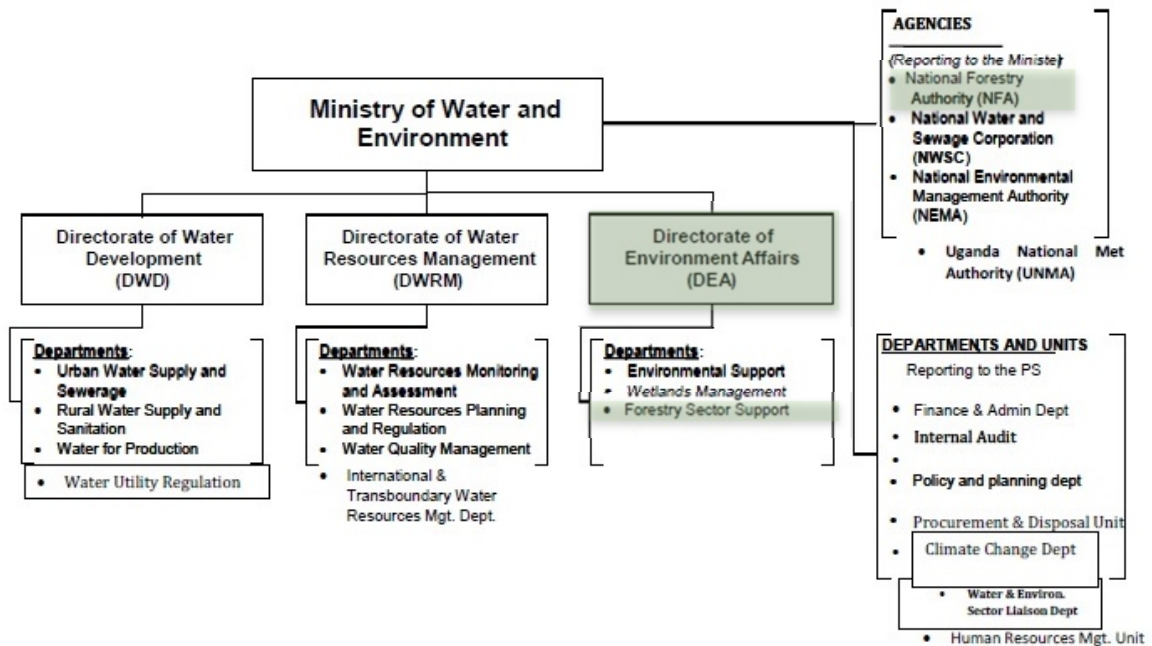 Ministry of Water and
Environment
Directorate of Water
Development
(DWD)
Departments:
• Urban Water Supply and
Sewerage
• Rural Water Supply and
Sanitation
• Water for Production
• Water Utility Regulation
Directorate of Water
Resources Management
(DWRM)
Departments:
• Water Resources Monitoring
and Assessment
• Water Resources Planning
and Regulation
• Water Quality Management
• International &
Transboundary Water
Resources Mgt. Dept.
Directorate of
Environment Affairs
(DEA)
Departments:
• Environmental Support
• Wetlands Management
• Forestry Sector Support
AGENCIES
(Reporting to the Minister)
• National Forestry
Authority (NFA)
• National Water and
Sewage Corporation
(NWSC)
• National Environmental
Management Authority
(NEMA)
• Uganda National Met
Authority (UNMA)
DEPARTMENTS AND UNITS
Reporting to the PS
• Finance & Admin Dept
• Internal Audit
•
• Policy and planning dept
• Procurement & Disposal Unit
• Climate Change Dept
• Water & Environ.
Sector Liaison Dept
• Human Resources Mgt. Unit